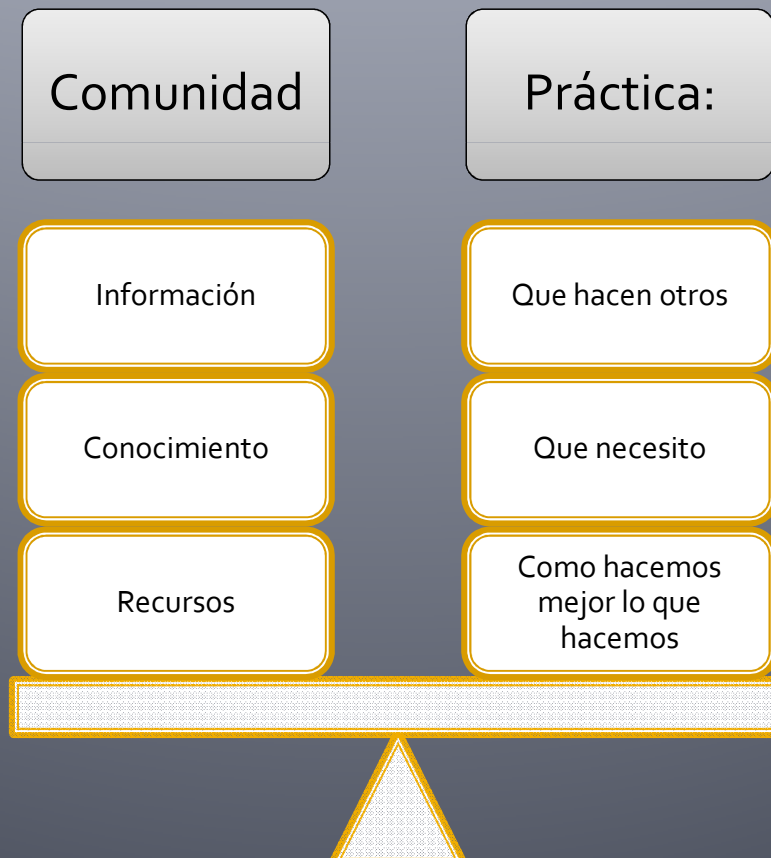 Comunidad
Práctica:
Información
Que hacen otros
Conocimiento
Que necesito
Recursos
Como hacemos
mejor lo que
hacemos